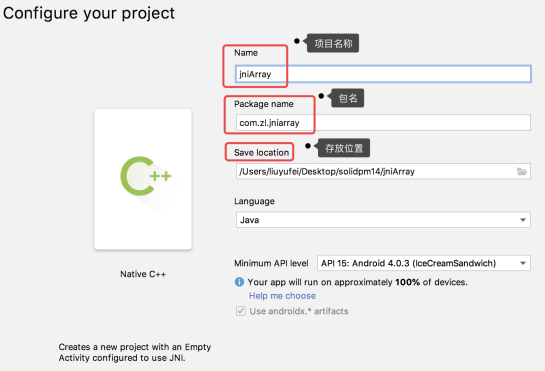 Configure your project
项目名称
Name
jniArray
包名
Package name
com.zl.jniarray
存放位置
Save location
/Users/liuyufei/Desktop/solidpm14/jniArray
Language
Java
C++
Native C++
Minimum API level API 15: Android 4.0.3 (IceCreamSandwich)
Your app will run on approximately 100% of devices.
Help me choose
Use androidx.* artifacts
Creates a new project with an Empty
Activity configured to use JNI.